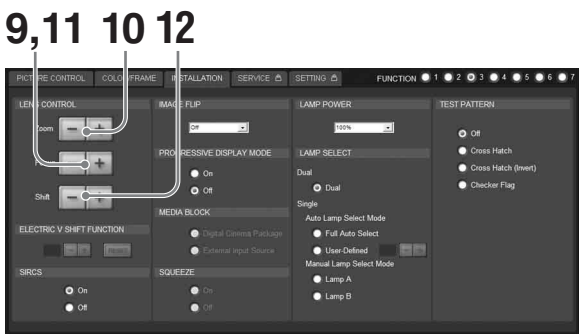 9,11 10 12
PICTURE CONTROL COLOR/FRAME INSTALLATION SERVICE SETTING FUNCTION 1 2 3 4 5 6 7
LENS CONTROL
Zoom - +
+
Shift - +
ELECTRIC V SHIFT FUNCTION
- + RESET
SIRCS
On
Off
IMAGE FLIP
Off
PROGRESSIVE DISPLAY MODE
On
Off
MEDIA BLOCK
Digital Cinema Package
External Input Source
SQUEEZE
On
Off
LAMP POWER
100%
LAMP SELECT
Dual
Dual
Single
Auto Lamp Select Mode
Full Auto Select
User-Defined - +
Manual Lamp Select Mode
Lamp A
Lamp B
TEST PATTERN
Off
Cross Hatch
Cross Hatch (Invert)
Checker Flag